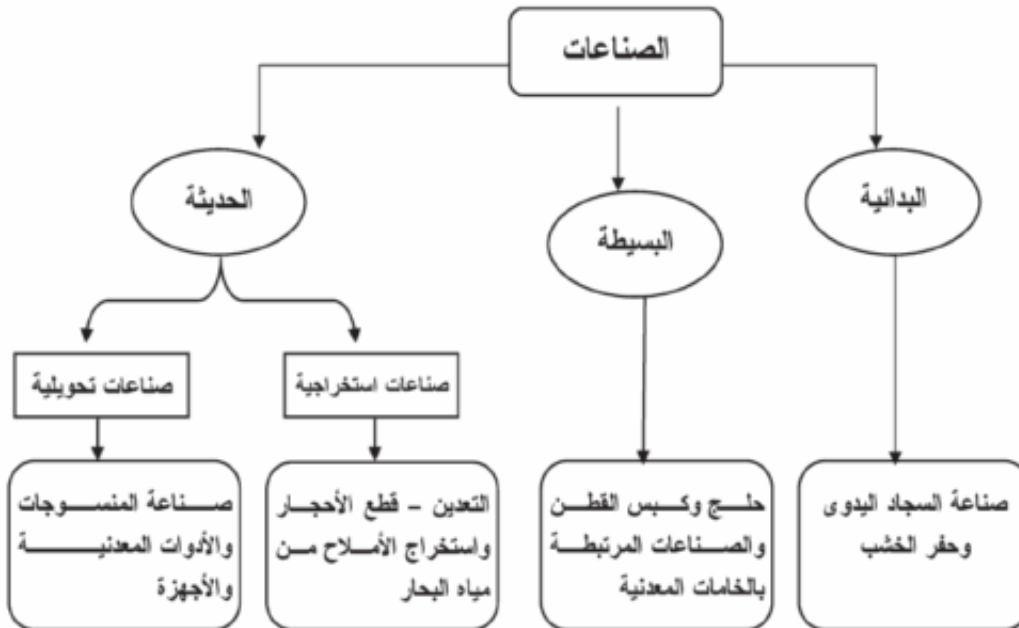 الصناعات
البدائية
البسيطة
الحديثة
صناعات استخراجية
صناعات تحويلية
صناعة السجاد اليدوى
وحفر الخشب
حلج وكبس القطن
والصناعات المرتبطة
بالخامات المعدنية
التعدين – قطع الأحجار
واستخراج الأملاح من
مياه البحار
صناعة المنسوجات
والأدوات المعدنية
والأجهزة